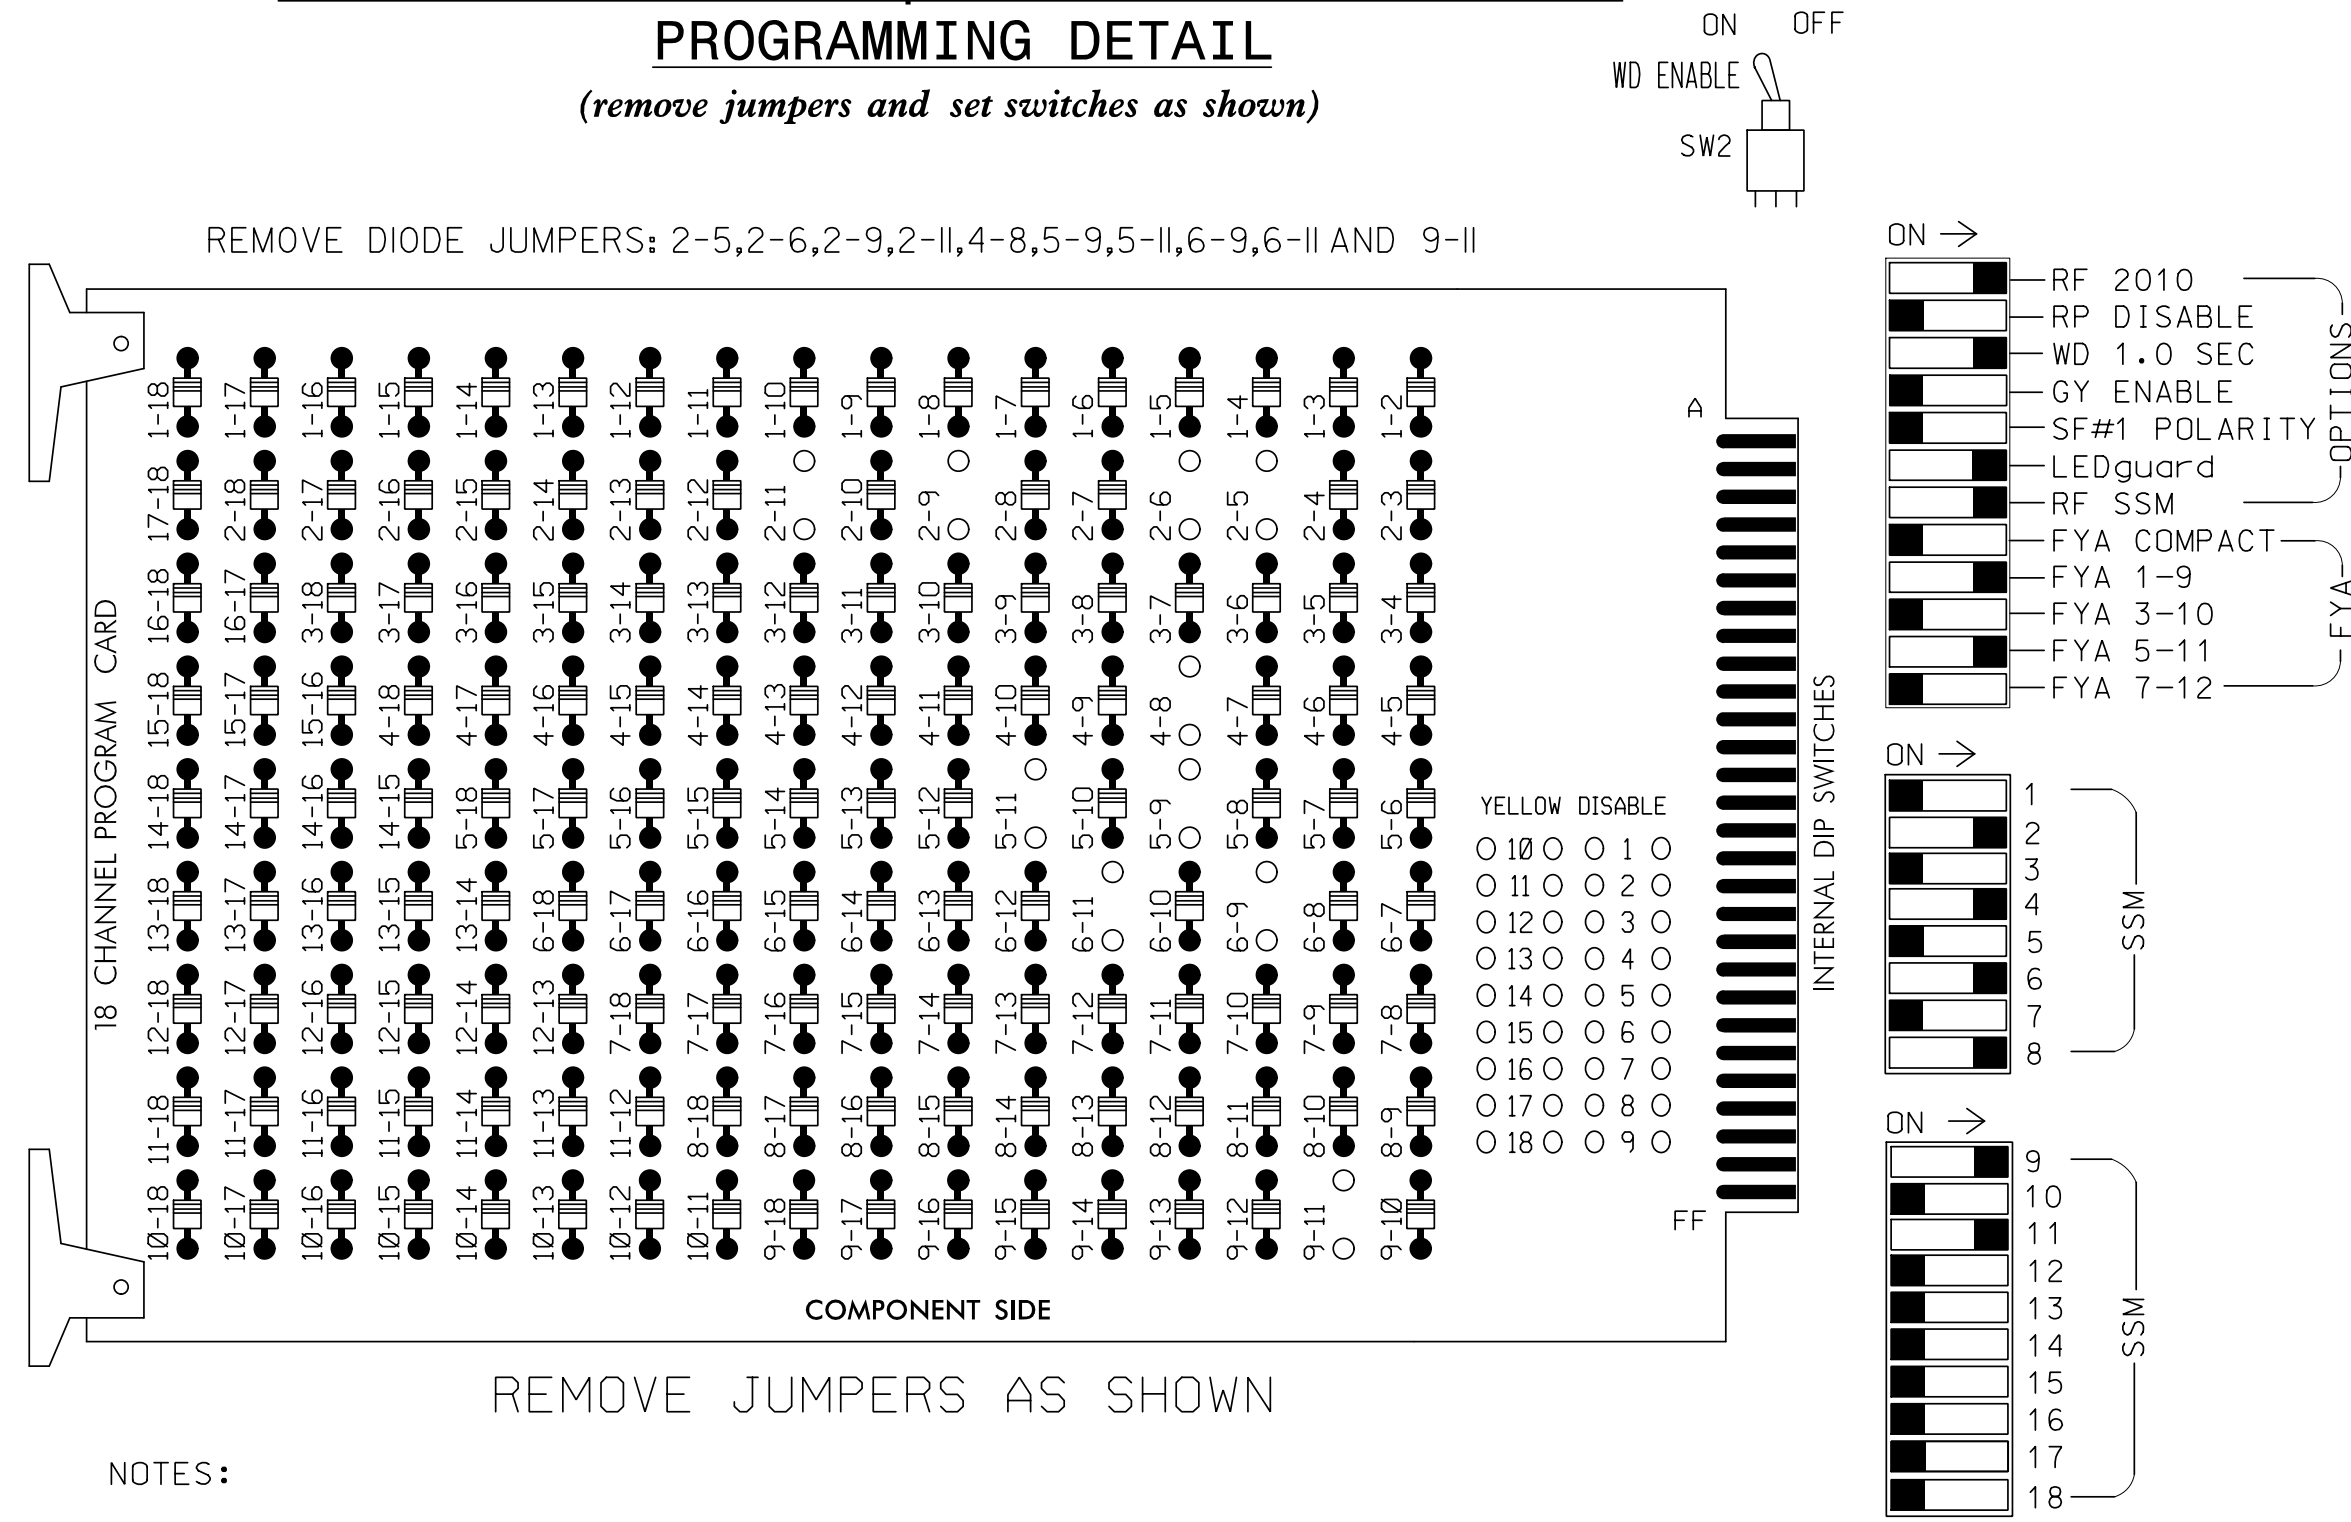 PROGRAMMING DETAIL
(remove jumpers and set switches as shown)
ON OFF
WD ENABLE
SW2
REMOVE DIODE JUMPERS: 2-5,2-6,2-9,2-11,4-8,5-9,5-11,6-9,6-11 AND 9-11
18 CHANNEL PROGRAM CARD
1-18 1-17 1-16 1-15 1-14 1-13 1-12 1-11 1-10 1-9 1-8 1-7 1-6 1-5 1-4 1-3 1-2
17-18 2-18 2-17 2-16 2-15 2-14 2-13 2-12 2-11 2-10 2-9 2-8 2-7 2-6 2-5 2-4 2-3
16-18 16-17 3-18 3-17 3-16 3-15 3-14 3-13 3-12 3-11 3-10 3-9 3-8 3-7 3-6 3-5 3-4
15-18 15-17 15-16 4-18 4-17 4-16 4-15 4-14 4-13 4-12 4-11 4-10 4-9 4-8 4-7 4-6 4-5
14-18 14-17 14-16 14-15 5-18 5-17 5-16 5-15 5-14 5-13 5-12 5-11 5-10 5-9 5-8 5-7 5-6
13-18 13-17 13-16 13-15 13-14 6-18 6-17 6-16 6-15 6-14 6-13 6-12 6-11 6-10 6-9 6-8 6-7
12-18 12-17 12-16 12-15 12-14 12-13 7-18 7-17 7-16 7-15 7-14 7-13 7-12 7-11 7-10 7-9 7-8
11-18 11-17 11-16 11-15 11-14 11-13 11-12 8-18 8-17 8-16 8-15 8-14 8-13 8-12 8-11 8-10 8-9
10-18 10-17 10-16 10-15 10-14 10-13 10-12 10-11 9-18 9-17 9-16 9-15 9-14 9-13 9-12 9-11 9-10
A
YELLOW DISABLE
10 1
11 2
12 3
13 4
14 5
15 6
16 7
17 8
18 9
FF
COMPONENT SIDE
INTERNAL DIP SWITCHES
ON
RF 2010
RP DISABLE
WD 1.0 SEC
GY ENABLE
SF#1 POLARITY
LEDguard
RF SSM
OPTIONS
FYA COMPACT
FYA 1-9
FYA 3-10
FYA 5-11
FYA 7-12
FYA
ON
1
2
3
4
5
6
7
8
SSM
ON
9
10
11
12
13
14
15
16
17
18
SSM
REMOVE JUMPERS AS SHOWN
NOTES: